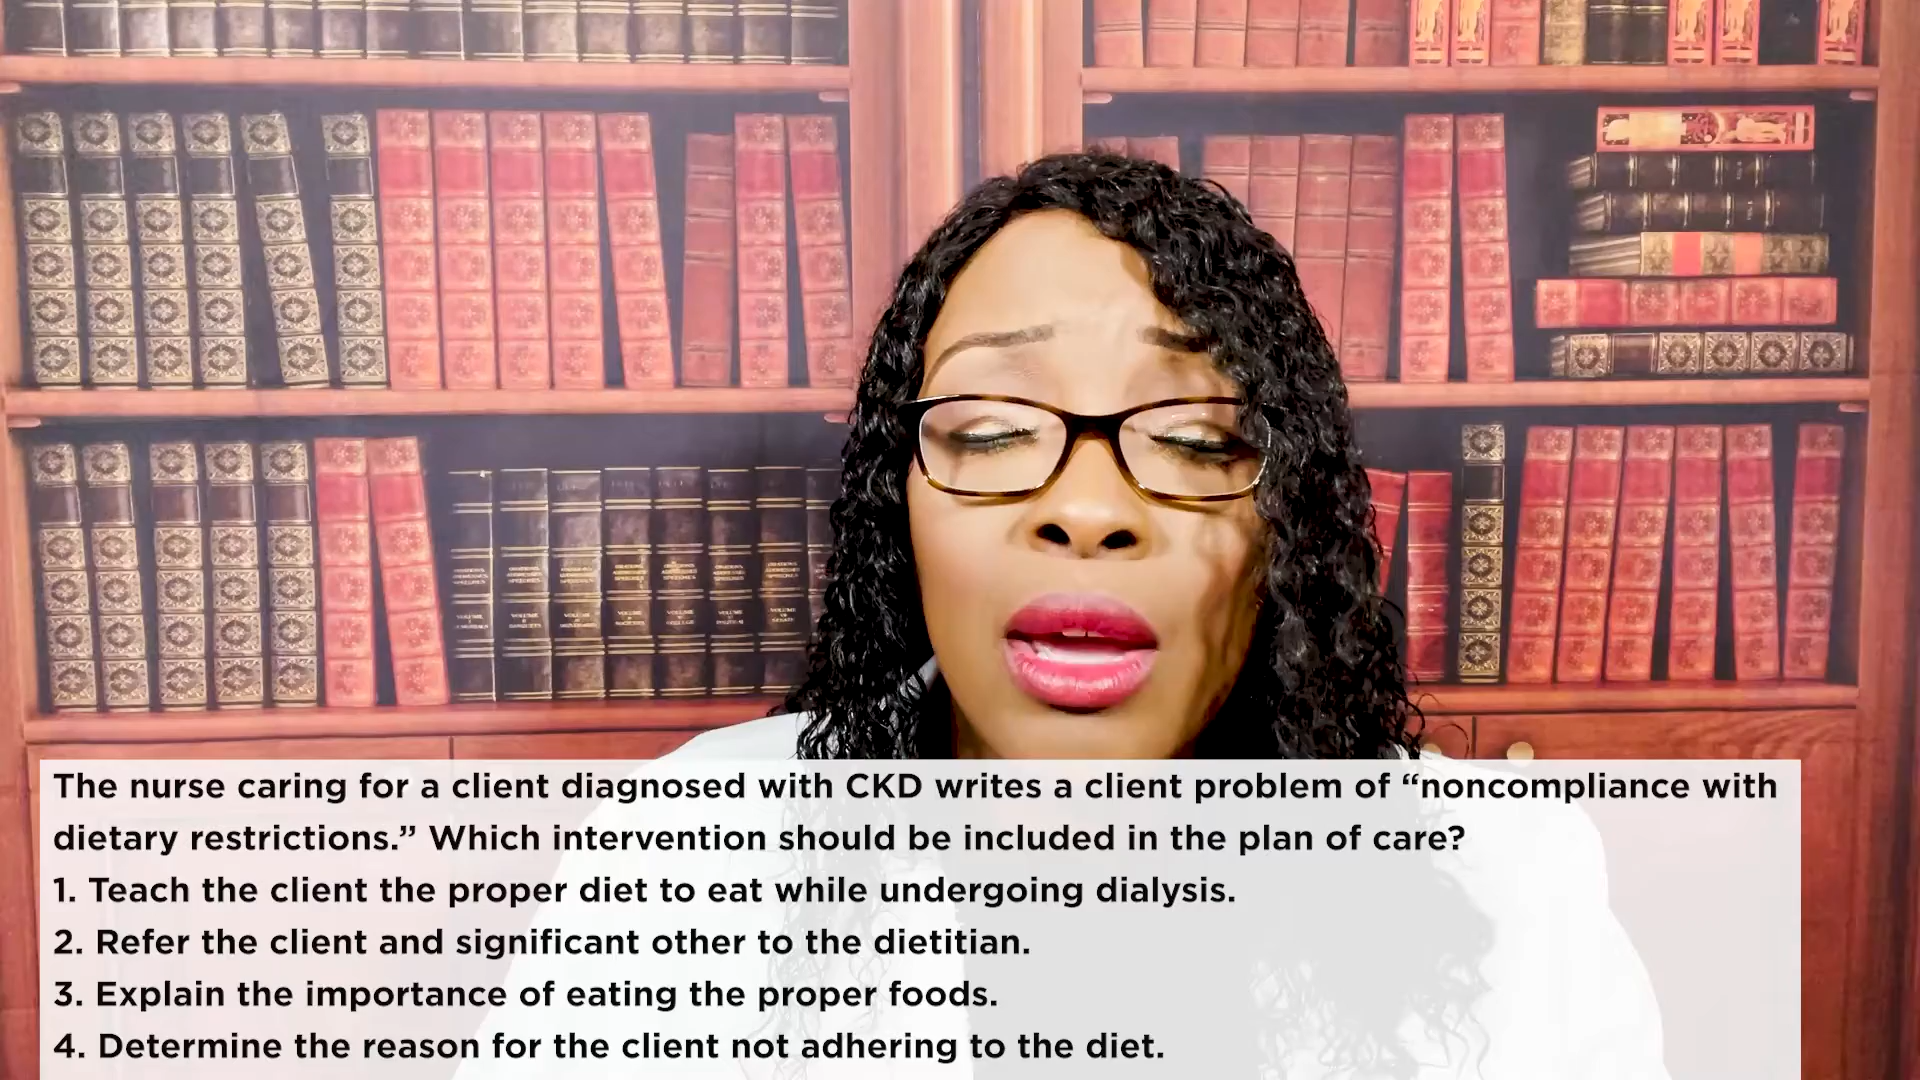 The nurse caring for a client diagnosed with CKD writes a client problem of “noncompliance with
dietary restrictions.” Which intervention should be included in the plan of care?
1. Teach the client the proper diet to eat while undergoing dialysis.
2. Refer the client and significant other to the dietitian.
3. Explain the importance of eating the proper foods.
4. Determine the reason for the client not adhering to the diet.